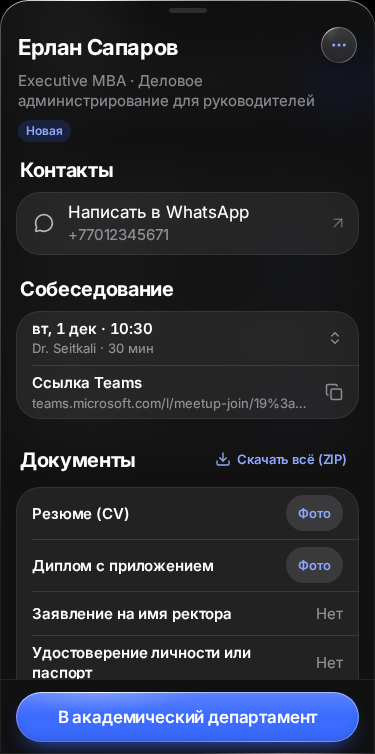 Ерлан Сапаров
Executive MBA · Деловое
администрирование для руководителей
Новая
Контакты
Написать в WhatsApp
+77012345671
Собеседование
вт, 1 дек · 10:30
Dr. Seitkali · 30 мин
Ссылка Teams
teams.microsoft.com/l/meetup-join/19%3a...
Документы
Скачать всё (ZIP)
Резюме (CV)
Фото
Диплом с приложением
Фото
Заявление на имя ректора
Нет
Удостоверение личности или
паспорт
Нет
В академический департамент